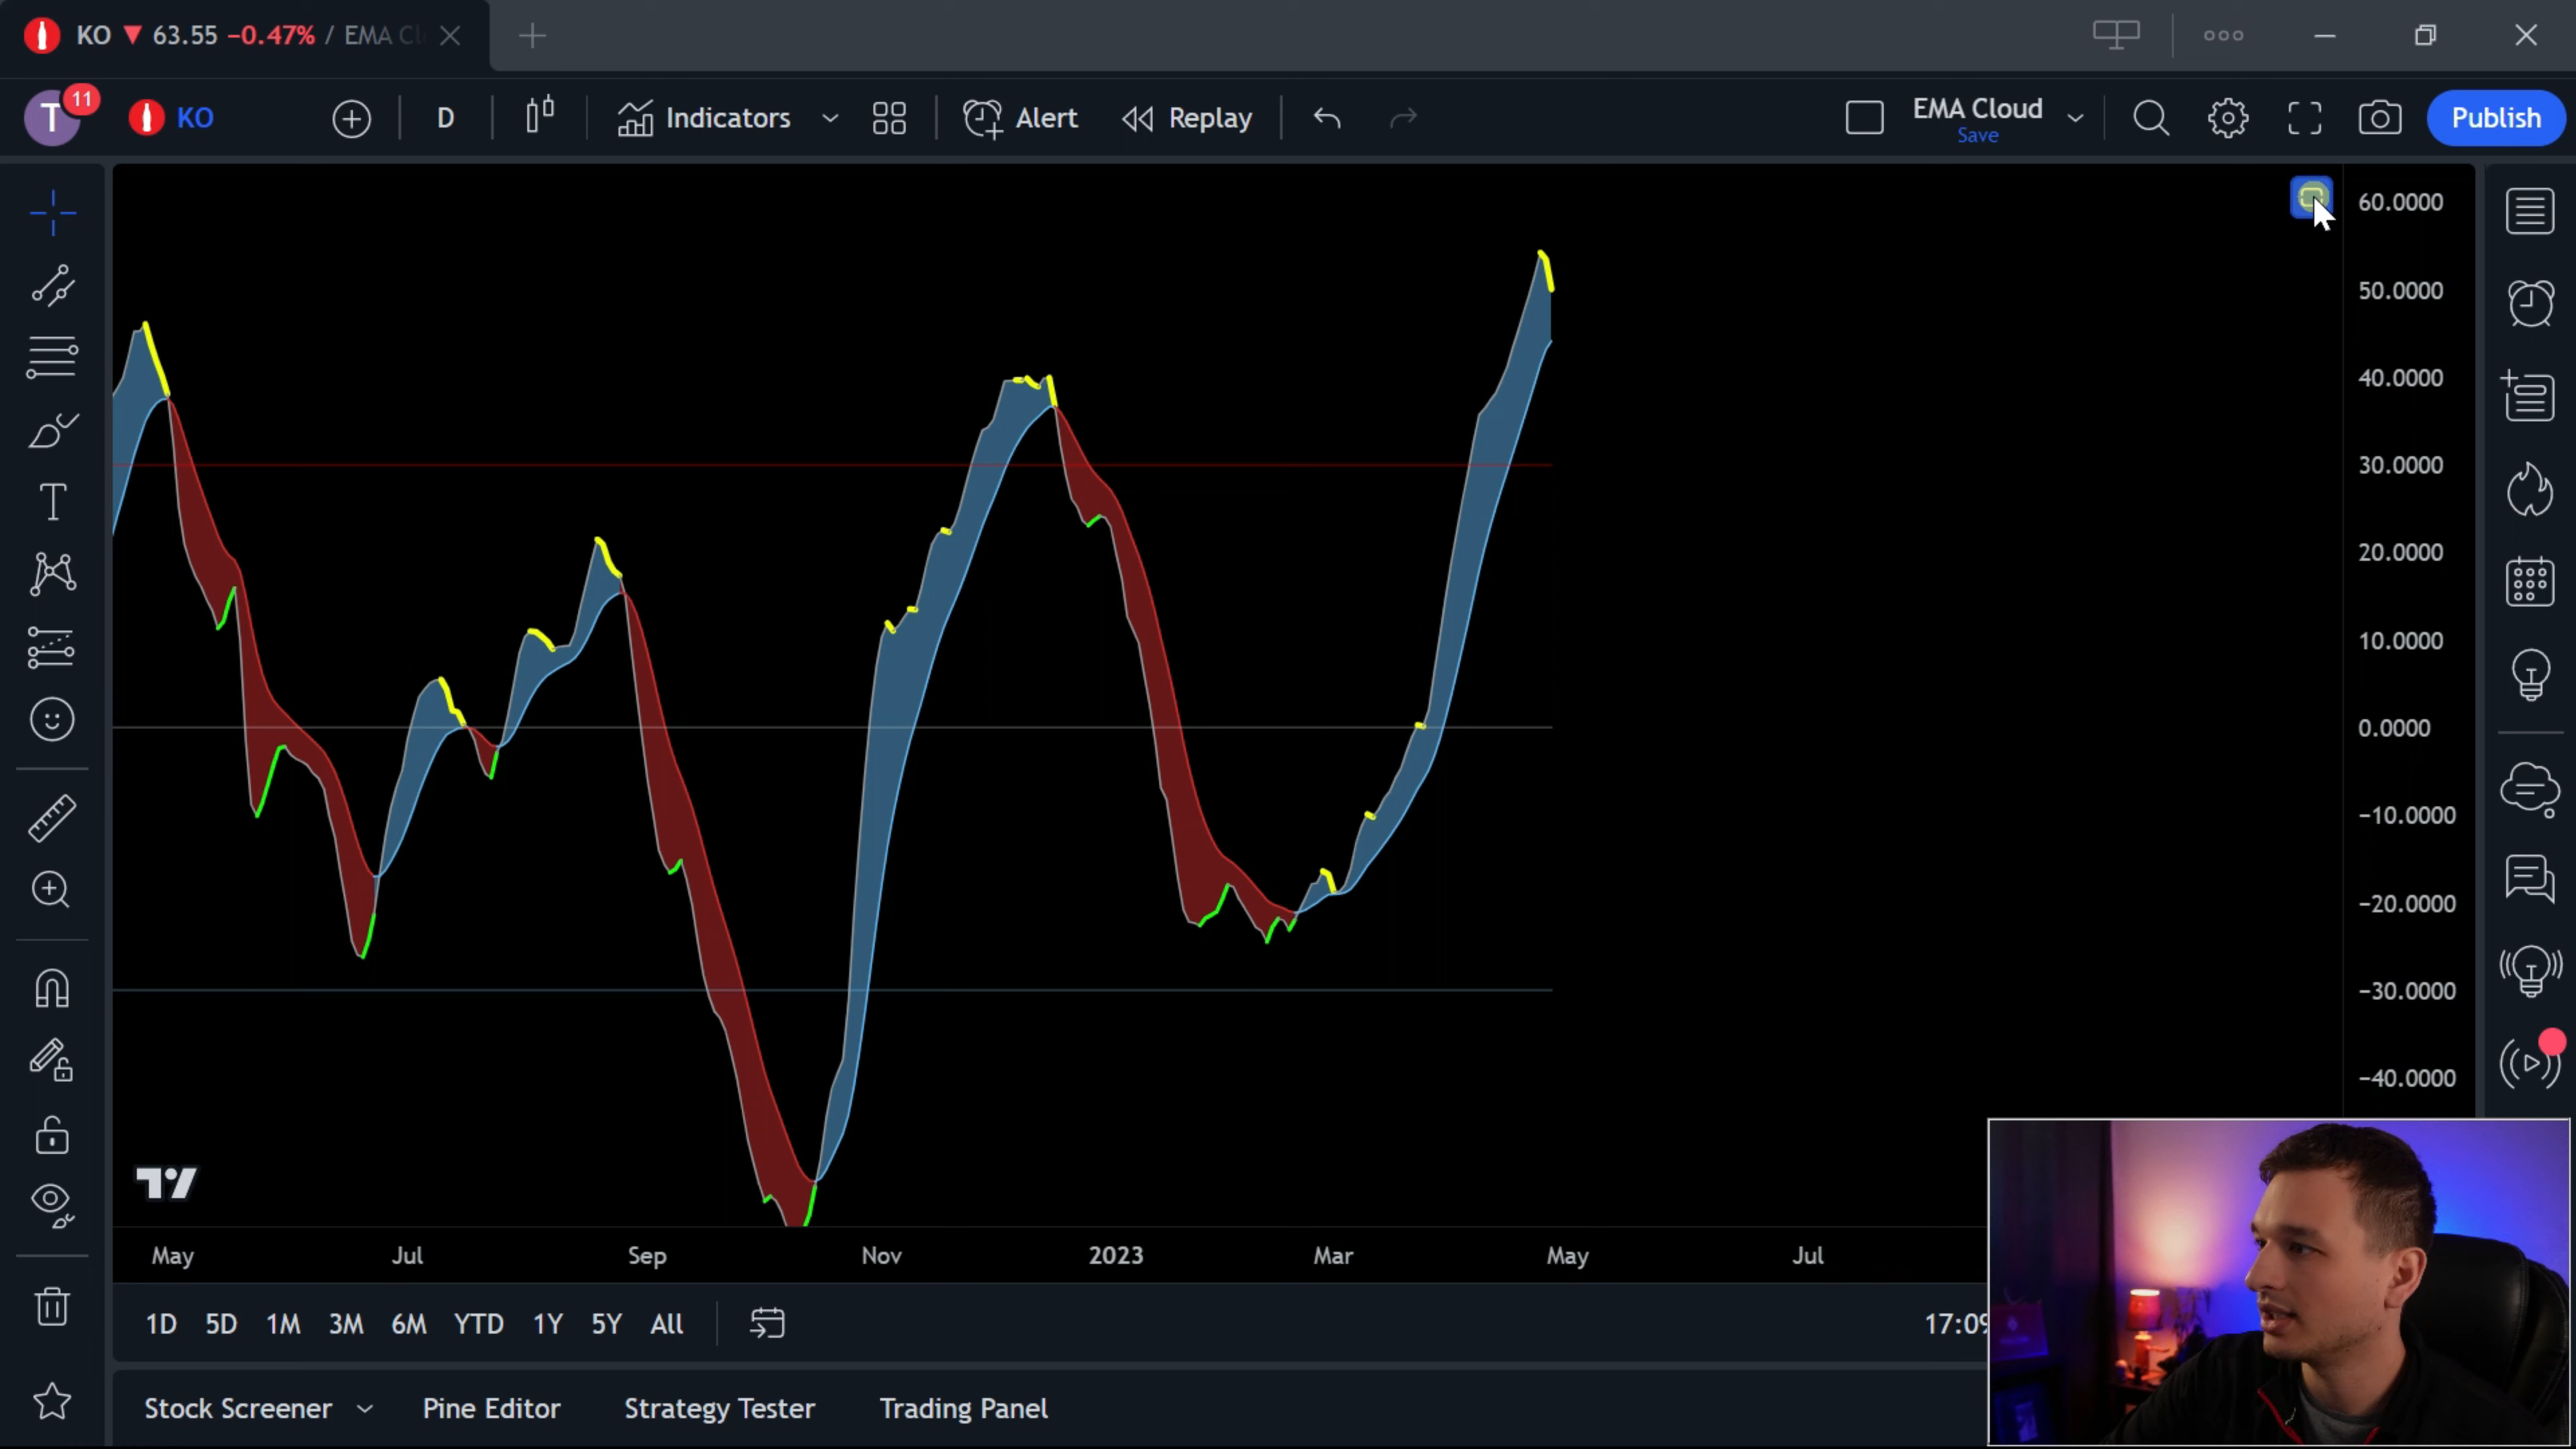 KO ▼ 63.55 −0.47% / EMA Cl
T 11 KO D Indicators Alert Replay EMA Cloud Publish
Save
60.0000
50.0000
40.0000
30.0000
20.0000
10.0000
0.0000
−10.0000
−20.0000
−30.0000
−40.0000
May Jul Sep Nov 2023 Mar May Jul
1D 5D 1M 3M 6M YTD 1Y 5Y All 17:09
Stock Screener Pine Editor Strategy Tester Trading Panel